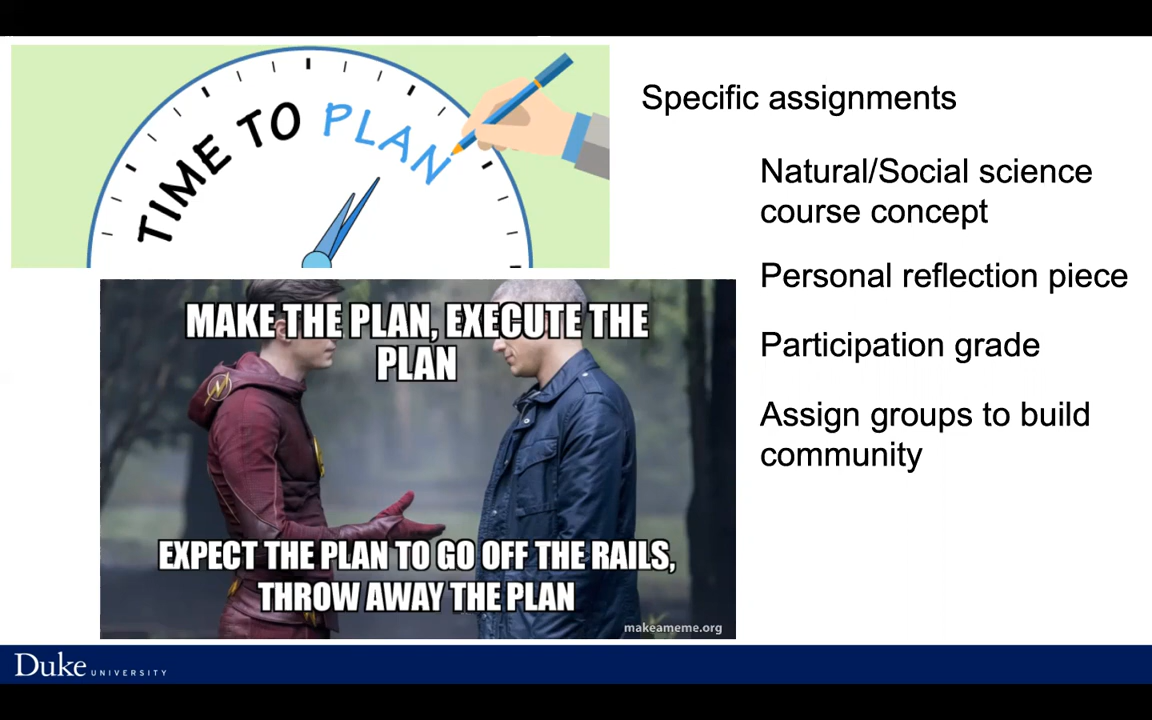 TIME TO PLAN
Specific assignments
Natural/Social science
course concept
Personal reflection piece
Participation grade
Assign groups to build
community
MAKE THE PLAN, EXECUTE THE
PLAN
EXPECT THE PLAN TO GO OFF THE RAILS,
THROW AWAY THE PLAN
makeameme.org
Duke UNIVERSITY